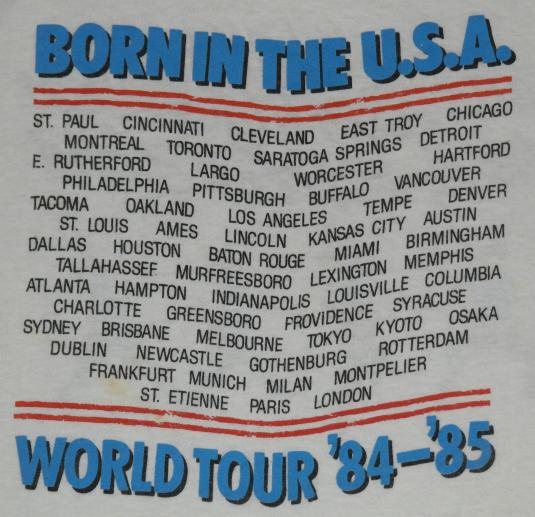 BORN IN THE U.S.A.
ST. PAUL CINCINNATI CLEVELAND EAST TROY CHICAGO
MONTREAL TORONTO SARATOGA SPRINGS DETROIT
E. RUTHERFORD LARGO WORCESTER HARTFORD
PHILADELPHIA PITTSBURGH BUFFALO VANCOUVER
TACOMA OAKLAND LOS ANGELES TEMPE DENVER
ST. LOUIS AMES LINCOLN KANSAS CITY AUSTIN
DALLAS HOUSTON BATON ROUGE MIAMI BIRMINGHAM
TALLAHASSEE MURFREESBORO LEXINGTON MEMPHIS
ATLANTA HAMPTON INDIANAPOLIS LOUISVILLE COLUMBIA
CHARLOTTE GREENSBORO PROVIDENCE SYRACUSE
SYDNEY BRISBANE MELBOURNE TOKYO KYOTO OSAKA
DUBLIN NEWCASTLE GOTHENBURG ROTTERDAM
FRANKFURT MUNICH MILAN MONTPELIER
ST. ETIENNE PARIS LONDON
WORLD TOUR '84–'85